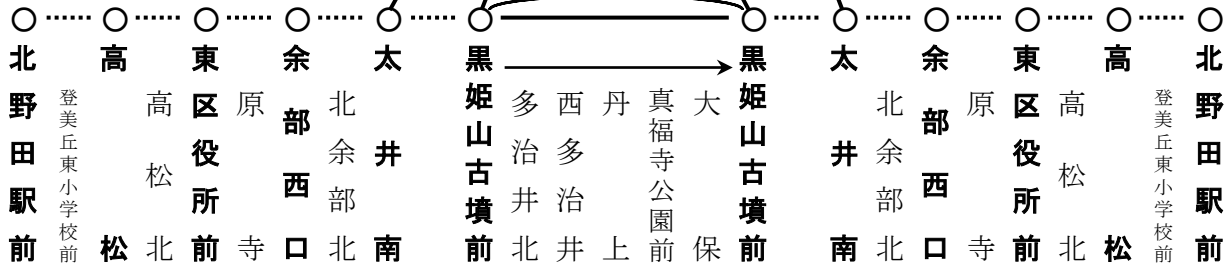 北野田駅前
登美丘東小学校前
高松
高松北
東区役所前
原寺
余部西口
北余部北
太井南
黒姫山古墳前
多治井北
西多治井
丹上
真福寺公園前
大保
黒姫山古墳前
太井南
北余部北
余部西口
原寺
東区役所前
高松北
高松
登美丘東小学校前
北野田駅前